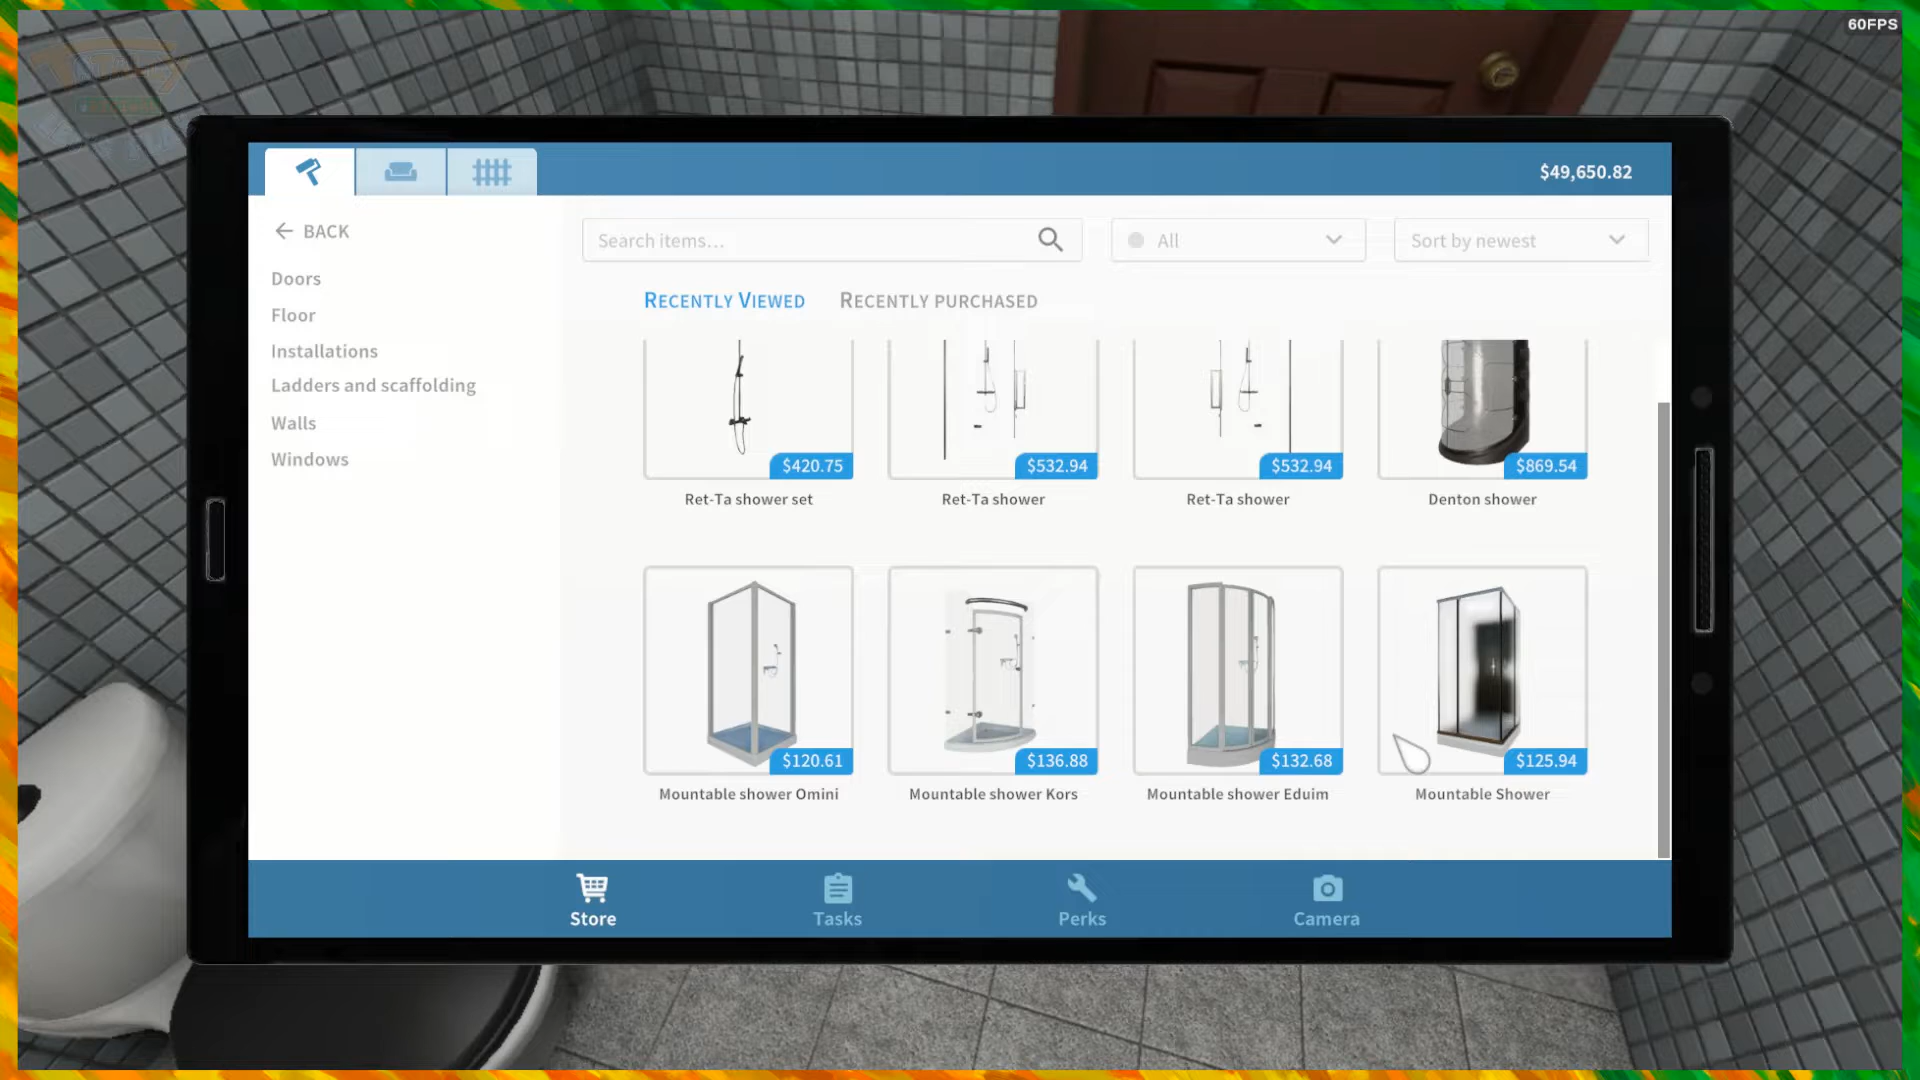 60FPS
$49,650.82
BACK
Search items...
All
Sort by newest
Doors
Floor
Installations
Ladders and scaffolding
Walls
Windows
RECENTLY VIEWED
RECENTLY PURCHASED
$420.75
$532.94
$532.94
$869.54
Ret-Ta shower set
Ret-Ta shower
Ret-Ta shower
Denton shower
$120.61
$136.88
$132.68
$125.94
Mountable shower Omini
Mountable shower Kors
Mountable shower Eduim
Mountable Shower
Store
Tasks
Perks
Camera